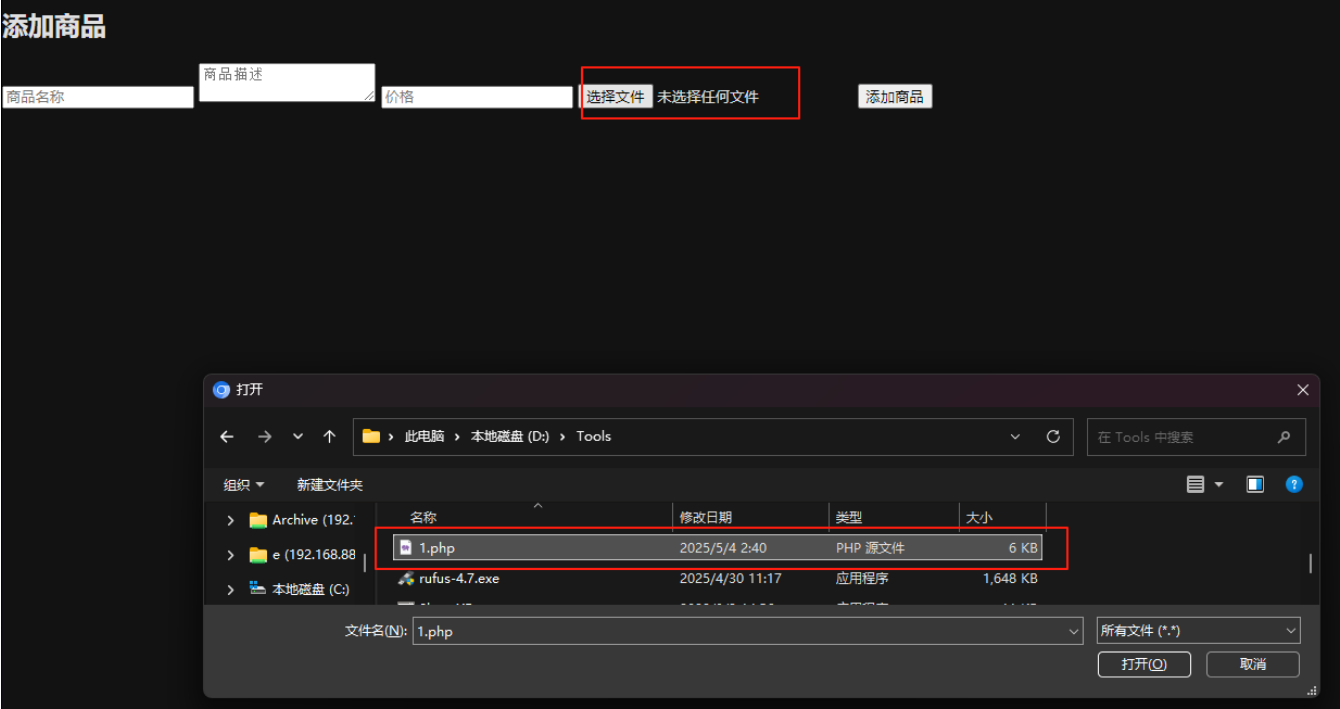 添加商品
商品描述
商品名称 价格 选择文件 未选择任何文件 添加商品
打开
此电脑 › 本地磁盘 (D:) › Tools
在 Tools 中搜索
组织 新建文件夹
名称 修改日期 类型 大小
Archive (192.
1.php 2025/5/4 2:40 PHP 源文件 6 KB
e (192.168.88
rufus-4.7.exe 2025/4/30 11:17 应用程序 1,648 KB
本地磁盘 (C:)
文件名(N): 1.php 所有文件 (*.*)
打开(O) 取消